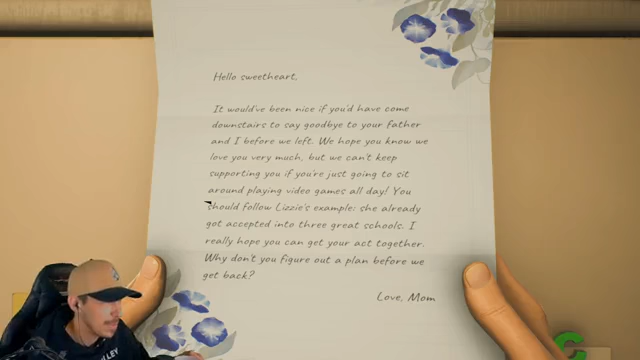 Hello sweetheart,
It would've been nice if you'd have come
downstairs to say goodbye to your father
and I before we left. We hope you know we
love you very much, but we can't keep
supporting you if you're just going to sit
around playing video games all day! You
should follow Lizzie's example: she already
got accepted into three great schools. I
really hope you can get your act together.
Why don't you figure out a plan before we
get back?
Love, Mom